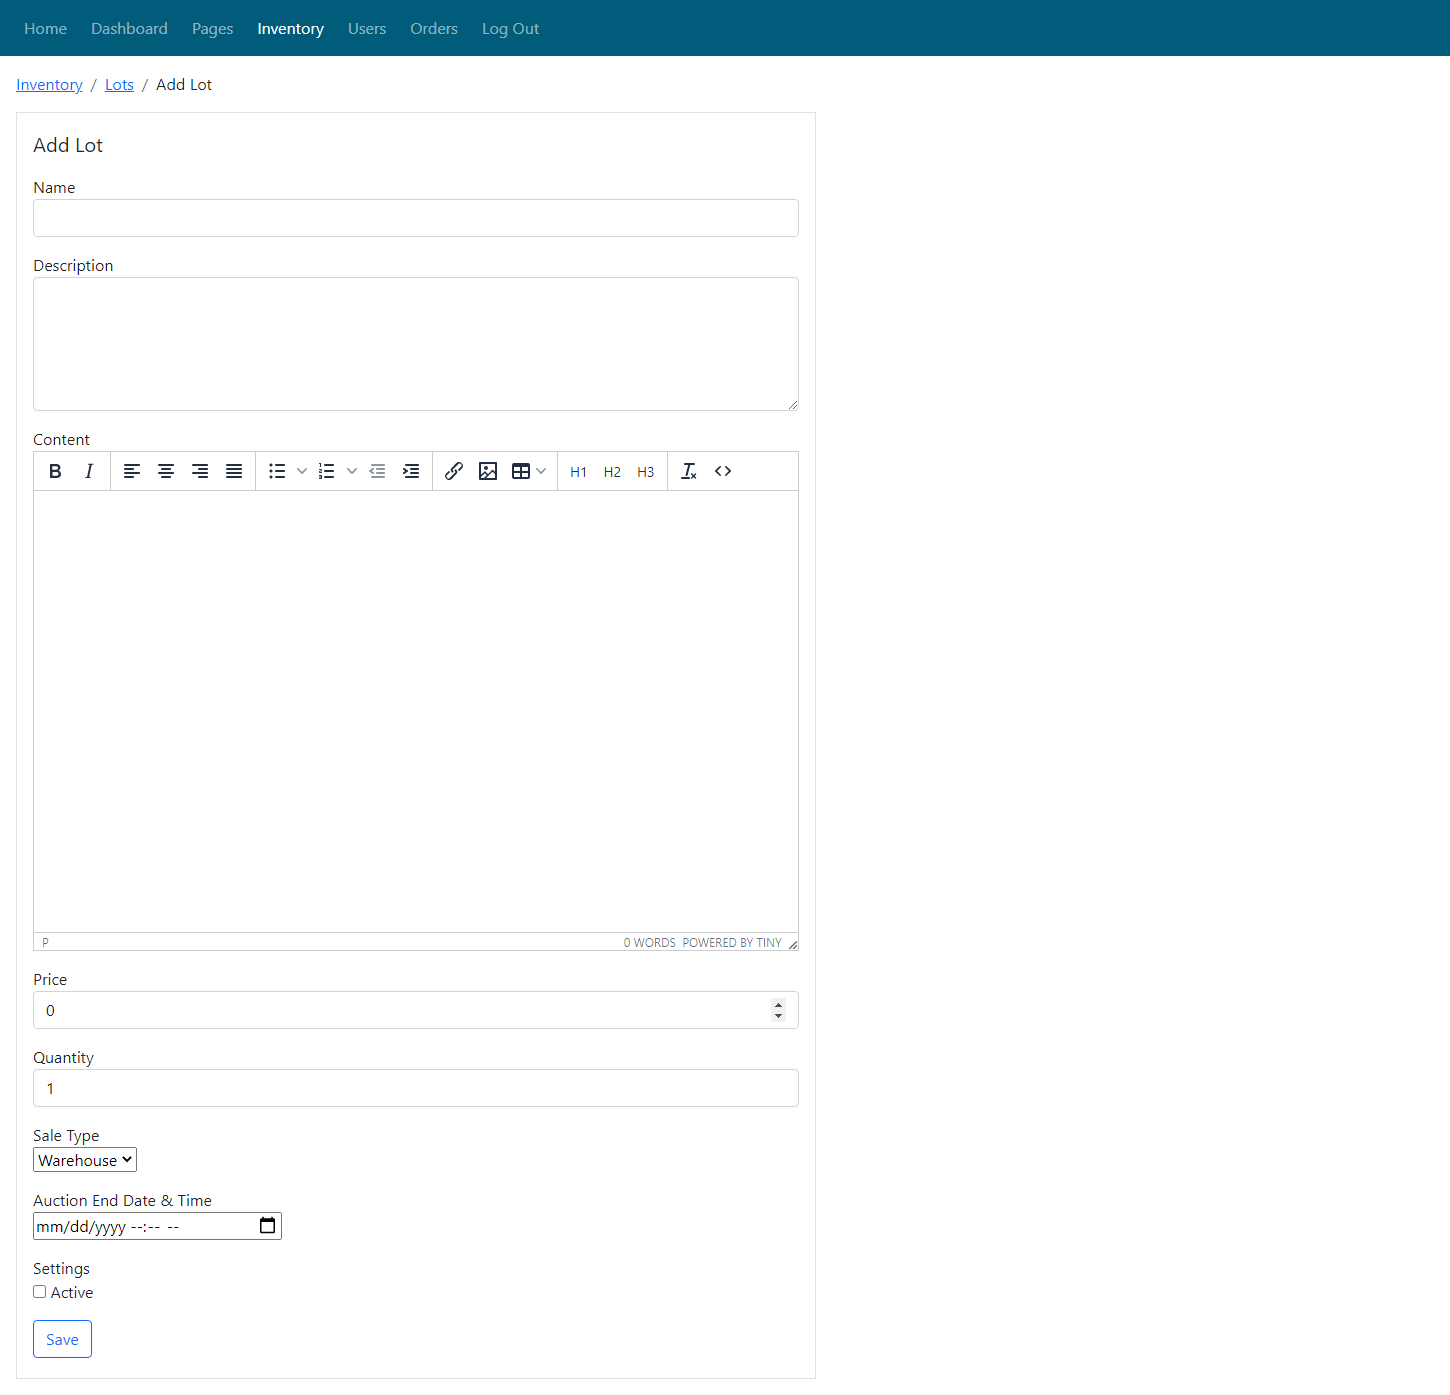 Home Dashboard Pages Inventory Users Orders Log Out
Inventory / Lots / Add Lot
Add Lot
Name
Description
Content
B I H1 H2 H3
P 0 WORDS POWERED BY TINY
Price
0
Quantity
1
Sale Type
Warehouse
Auction End Date & Time
mm/dd/yyyy --:-- --
Settings
Active
Save